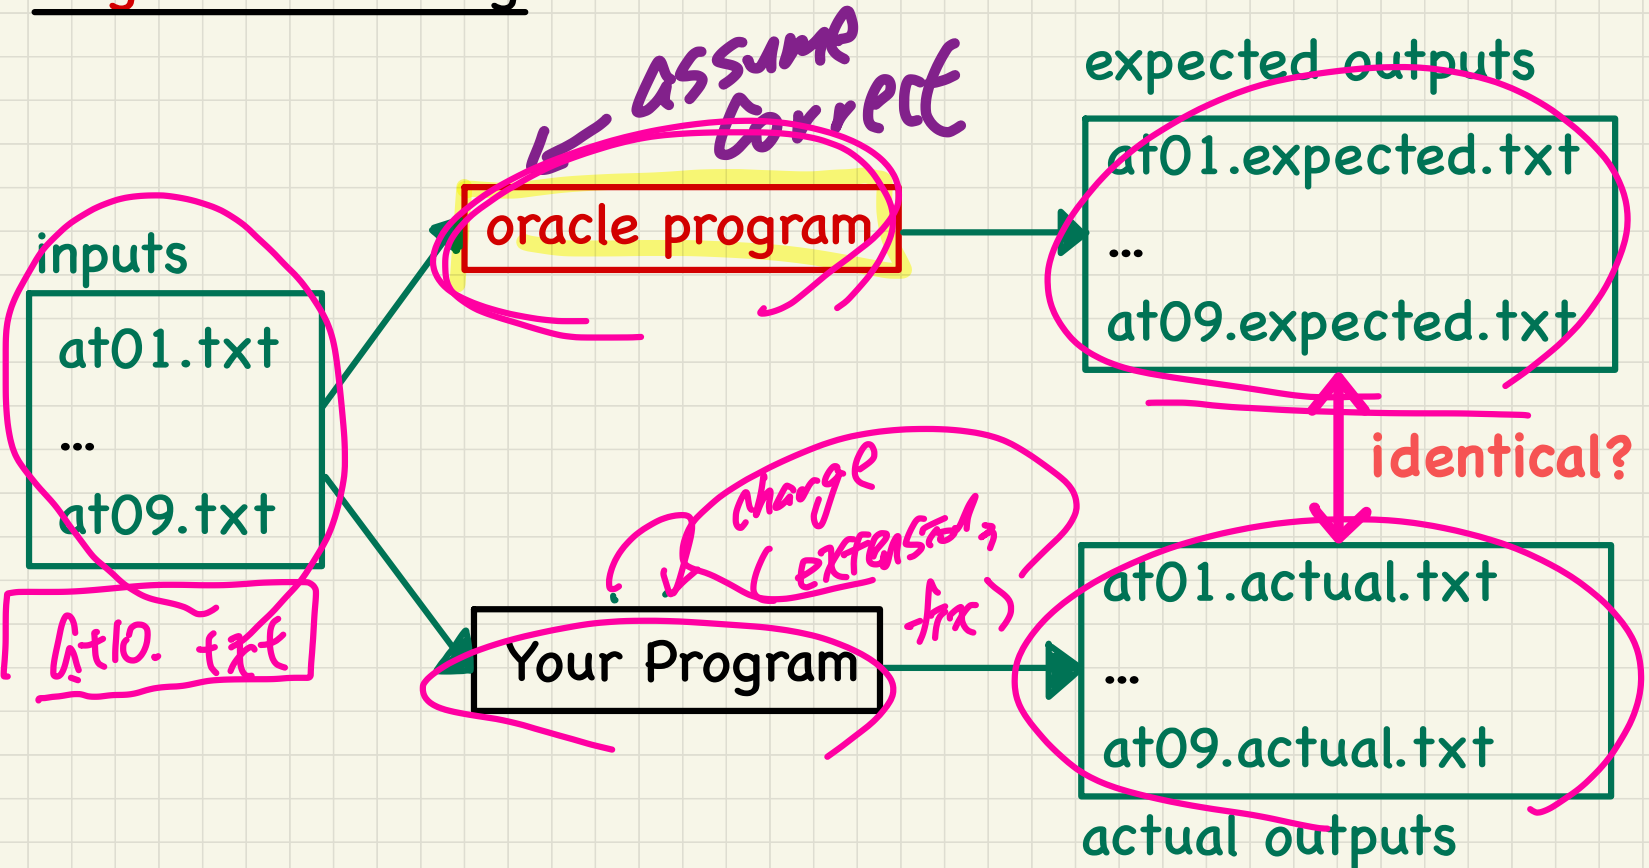 assume
correct
expected outputs
at01.expected.txt
...
at09.expected.txt
oracle program
inputs
at01.txt
...
at09.txt
At10. txt
identical?
change
extensed,
fix
Your Program
at01.actual.txt
...
at09.actual.txt
actual outputs